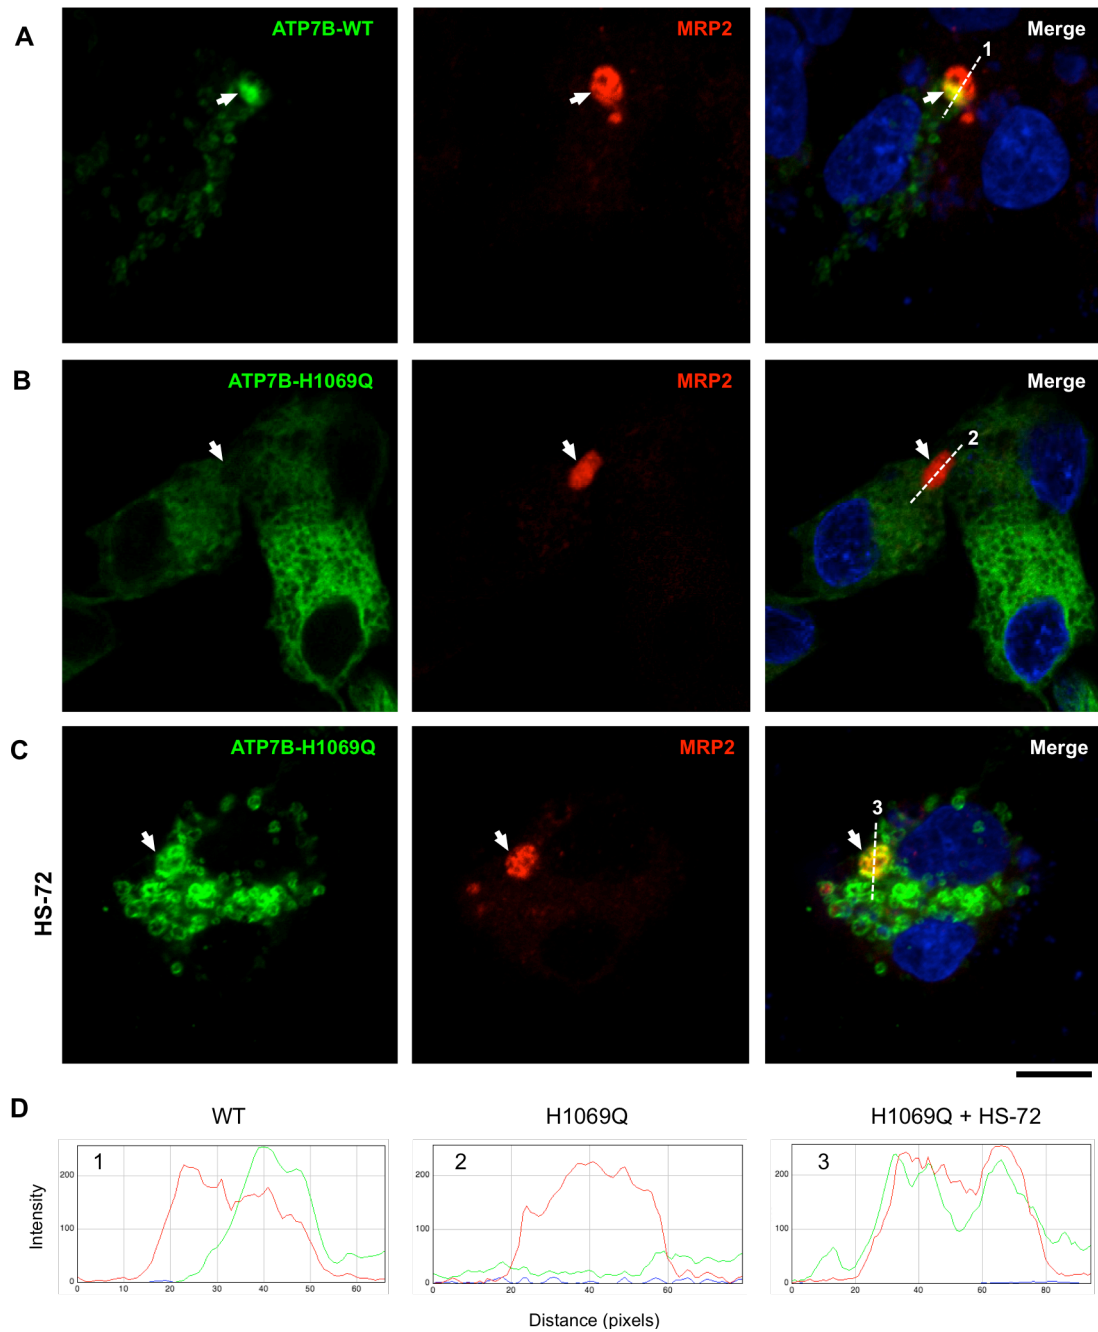 A
ATP7B-WT
MRP2
Merge
1
B
ATP7B-H1069Q
MRP2
Merge
2
C
HS-72
ATP7B-H1069Q
MRP2
Merge
3
D
WT
H1069Q
H1069Q + HS-72
Intensity
1
200
100
0
0 10 20 30 40 50 60
2
200
100
0
0 20 40 60
3
200
100
0
0 20 40 60 80
Distance (pixels)